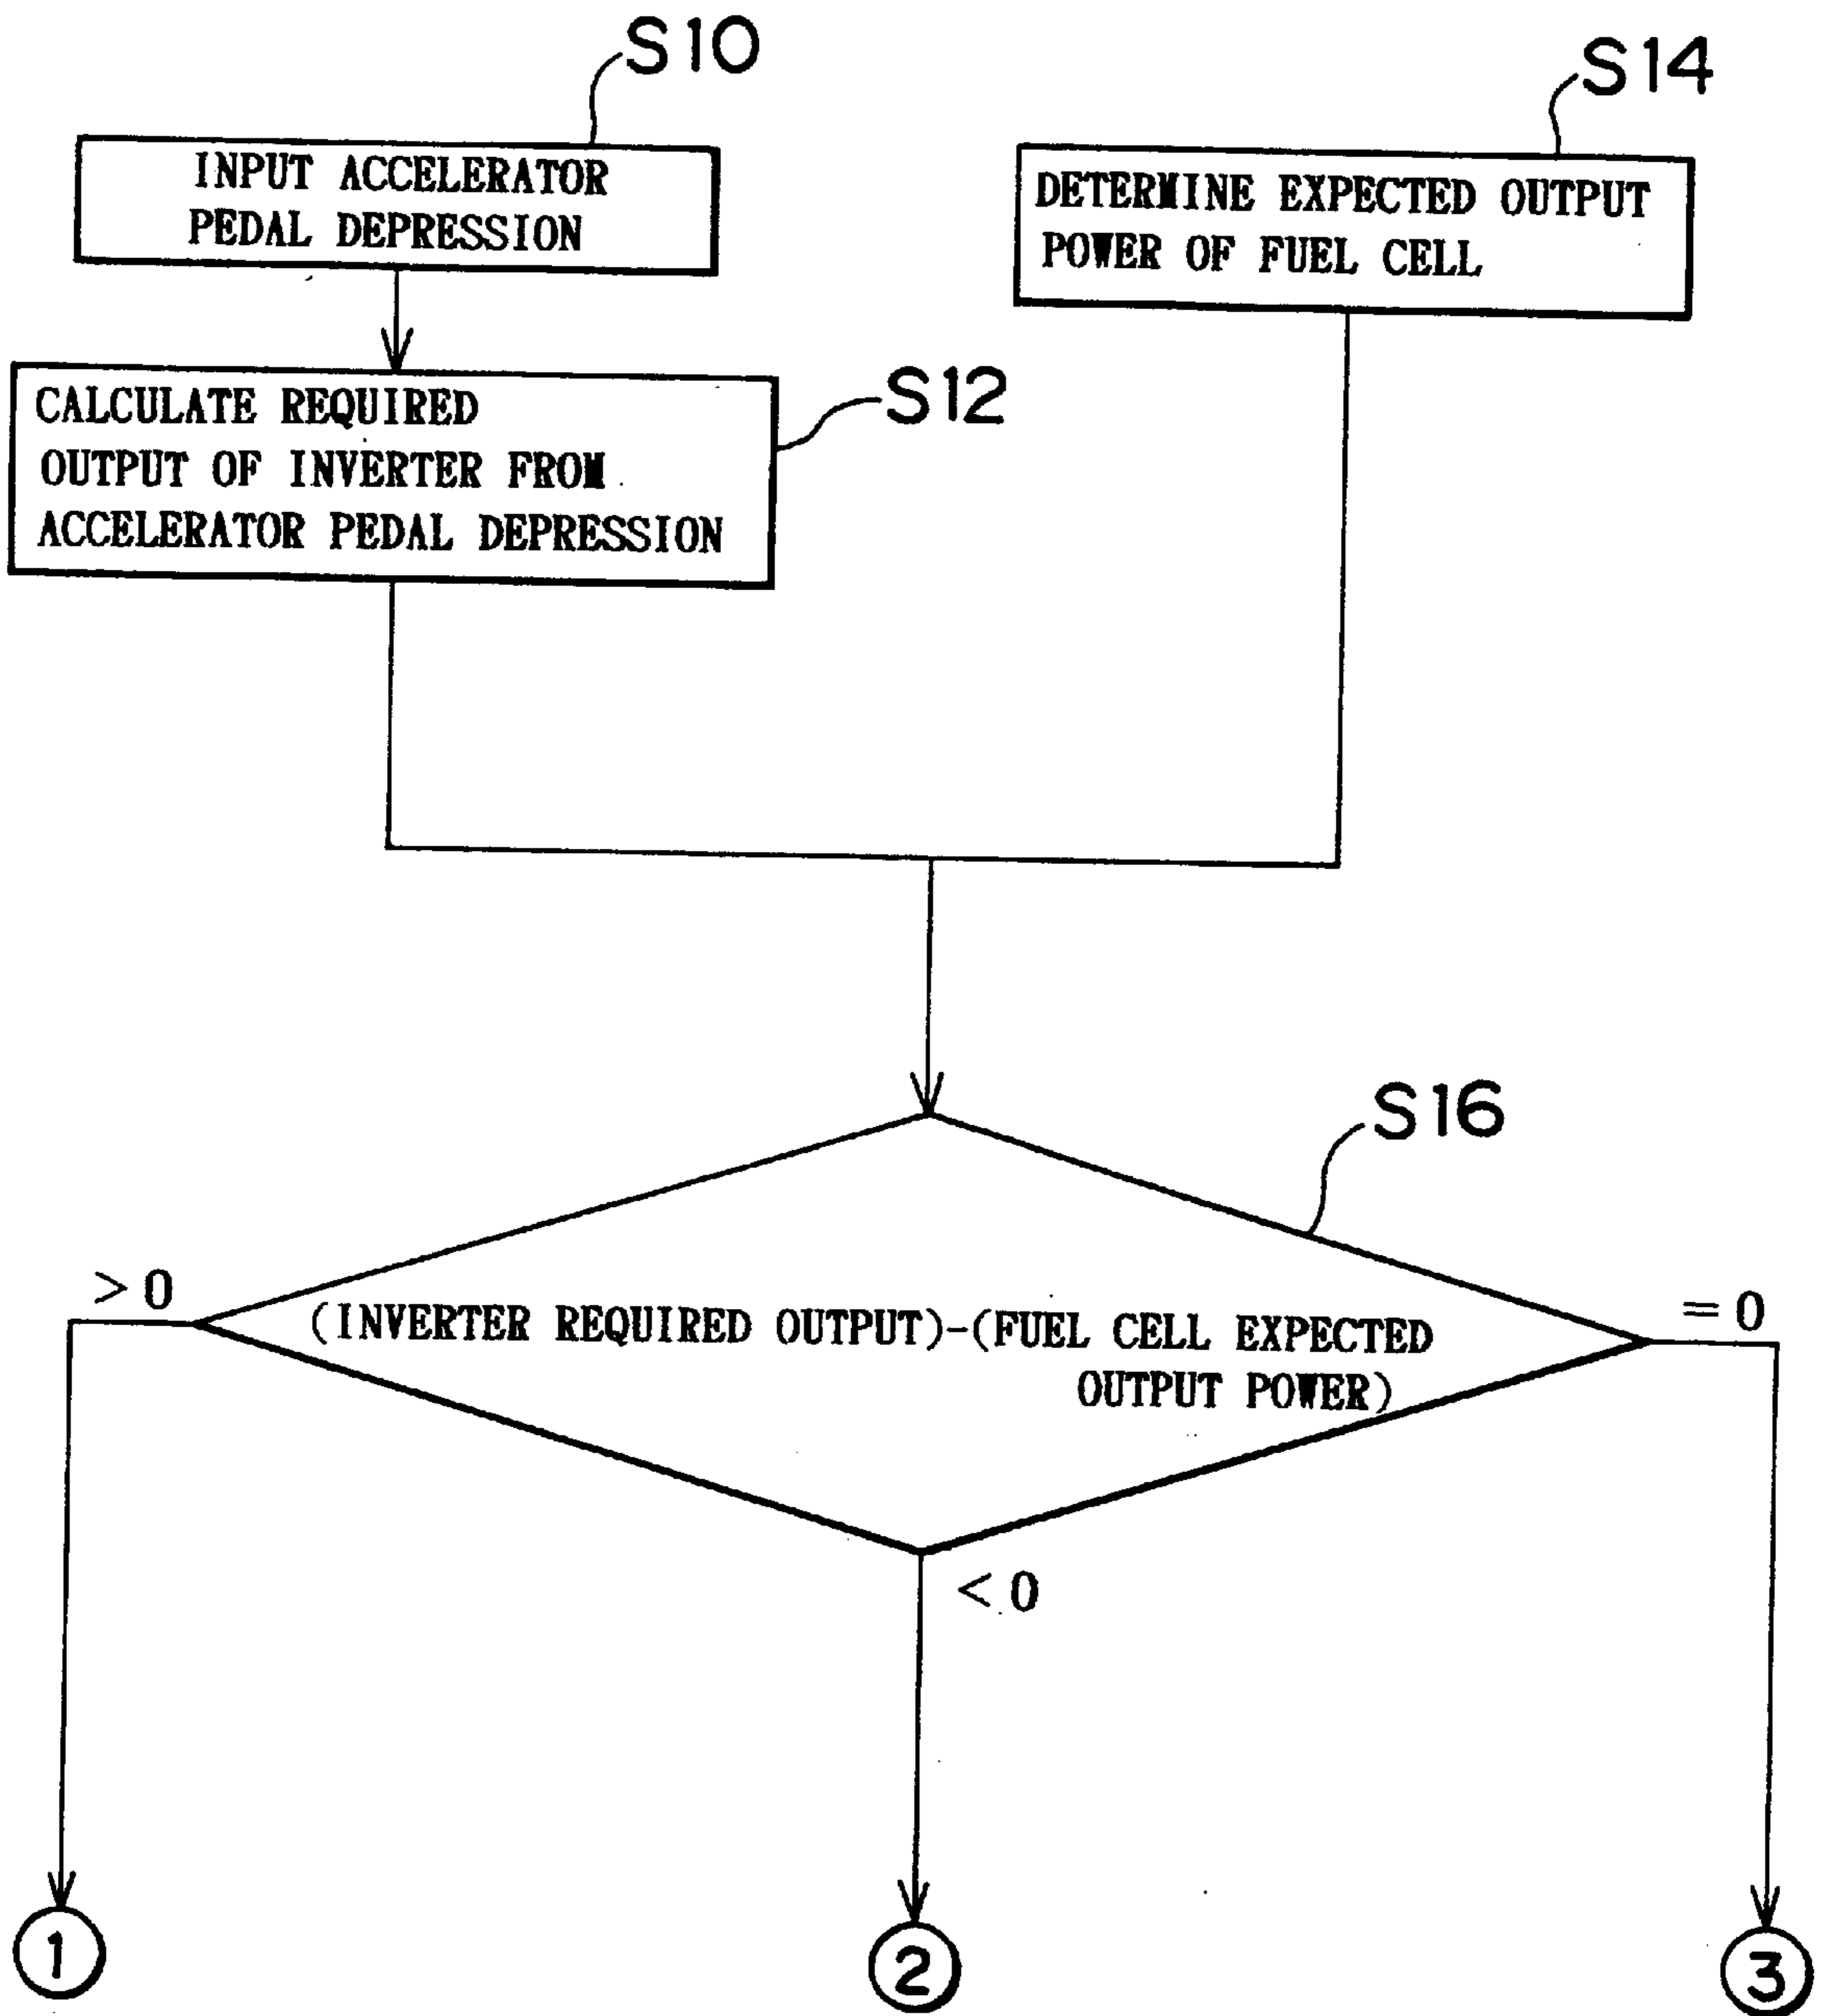 S10
INPUT ACCELERATOR
PEDAL DEPRESSION
S14
DETERMINE EXPECTED OUTPUT
POWER OF FUEL CELL
S12
CALCULATE REQUIRED
OUTPUT OF INVERTER FROM
ACCELERATOR PEDAL DEPRESSION
S16
> 0
(INVERTER REQUIRED OUTPUT)-(FUEL CELL EXPECTED
OUTPUT POWER)
= 0
< 0
1
2
3